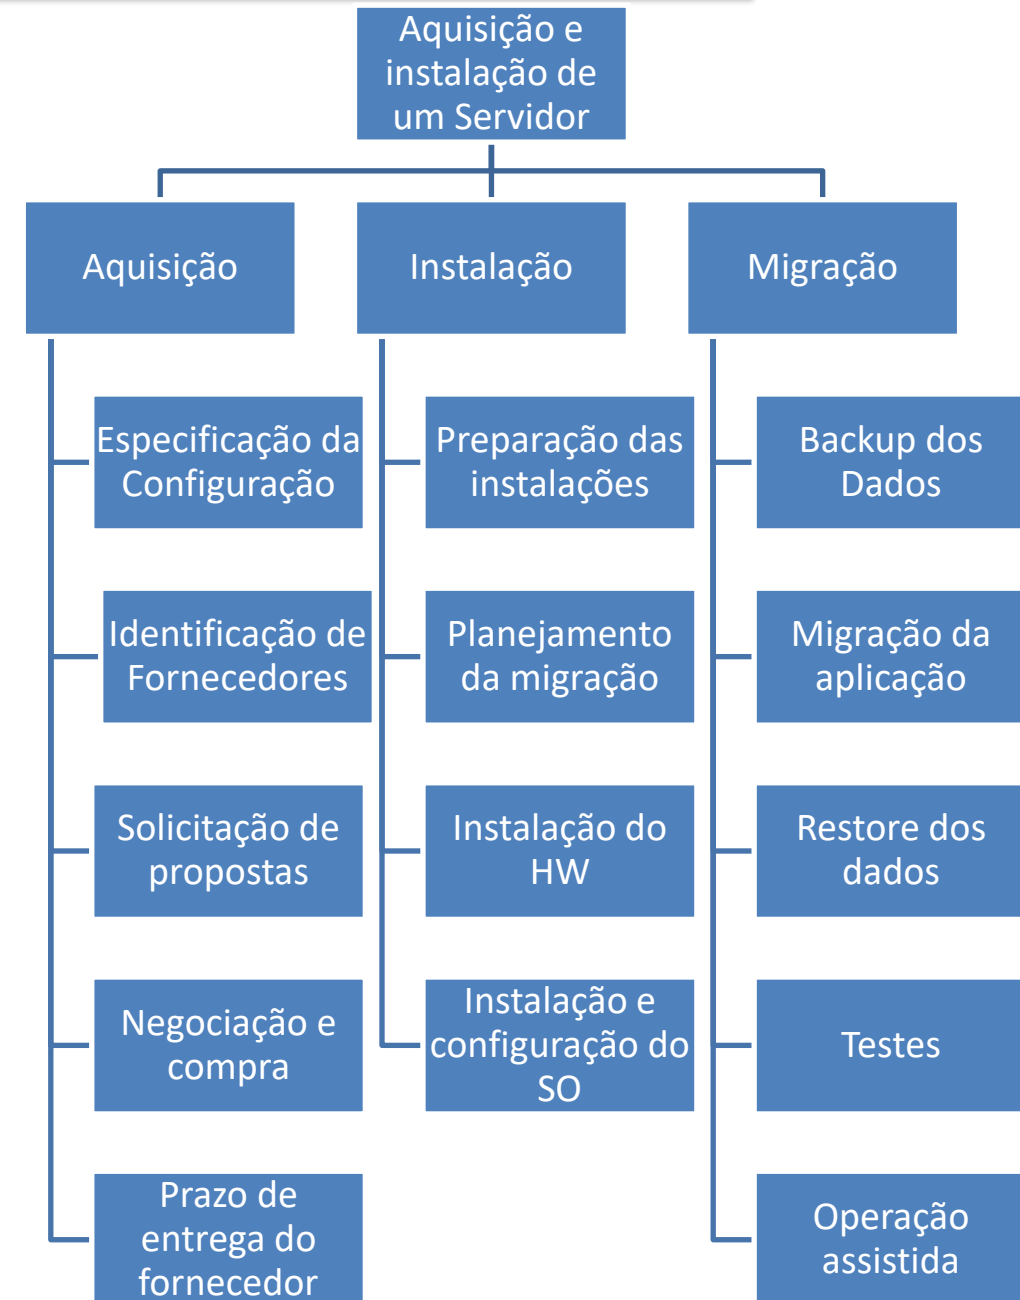 Aquisição e
instalação de
um Servidor
Aquisição
Instalação
Migração
Especificação da
Configuração
Preparação das
instalações
Backup dos
Dados
Identificação de
Fornecedores
Planejamento
da migração
Migração da
aplicação
Solicitação de
propostas
Instalação do
HW
Restore dos
dados
Negociação e
compra
Instalação e
configuração do
SO
Testes
Prazo de
entrega do
fornecedor
Operação
assistida